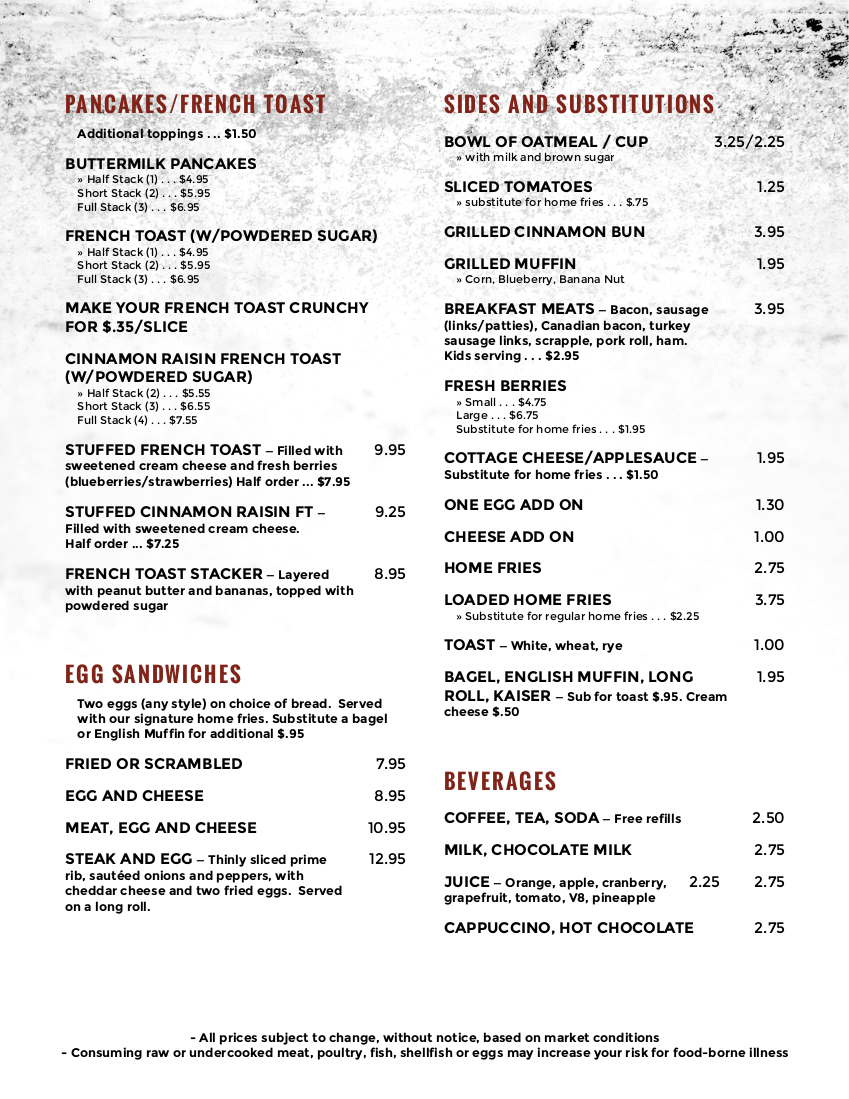 PANCAKES/FRENCH TOAST
Additional toppings . .. $1.50
BUTTERMILK PANCAKES
» Half Stack (1) . . . $4.95
Short Stack (2) . . . $5.95
Full Stack (3) . . . $6.95
FRENCH TOAST (W/POWDERED SUGAR)
» Half Stack (1) . . . $4.95
Short Stack (2) . . . $5.95
Full Stack (3) . . . $6.95
MAKE YOUR FRENCH TOAST CRUNCHY
FOR $.35/SLICE
CINNAMON RAISIN FRENCH TOAST
(W/POWDERED SUGAR)
» Half Stack (2) . . . $5.55
Short Stack (3) . . . $6.55
Full Stack (4) . . . $7.55
STUFFED FRENCH TOAST – Filled with 9.95
sweetened cream cheese and fresh berries
(blueberries/strawberries) Half order ... $7.95
STUFFED CINNAMON RAISIN FT – 9.25
Filled with sweetened cream cheese.
Half order ... $7.25
FRENCH TOAST STACKER – Layered 8.95
with peanut butter and bananas, topped with
powdered sugar
EGG SANDWICHES
Two eggs (any style) on choice of bread. Served
with our signature home fries. Substitute a bagel
or English Muffin for additional $.95
FRIED OR SCRAMBLED 7.95
EGG AND CHEESE 8.95
MEAT, EGG AND CHEESE 10.95
STEAK AND EGG – Thinly sliced prime 12.95
rib, sautéed onions and peppers, with
cheddar cheese and two fried eggs. Served
on a long roll.
SIDES AND SUBSTITUTIONS
BOWL OF OATMEAL / CUP 3.25/2.25
» with milk and brown sugar
SLICED TOMATOES 1.25
» substitute for home fries . . . $.75
GRILLED CINNAMON BUN 3.95
GRILLED MUFFIN 1.95
» Corn, Blueberry, Banana Nut
BREAKFAST MEATS – Bacon, sausage 3.95
(links/patties), Canadian bacon, turkey
sausage links, scrapple, pork roll, ham.
Kids serving . . . $2.95
FRESH BERRIES
» Small . . . $4.75
Large . . . $6.75
Substitute for home fries . . . $1.95
COTTAGE CHEESE/APPLESAUCE – 1.95
Substitute for home fries . . . $1.50
ONE EGG ADD ON 1.30
CHEESE ADD ON 1.00
HOME FRIES 2.75
LOADED HOME FRIES 3.75
» Substitute for regular home fries . . . $2.25
TOAST – White, wheat, rye 1.00
BAGEL, ENGLISH MUFFIN, LONG 1.95
ROLL, KAISER – Sub for toast $.95. Cream
cheese $.50
BEVERAGES
COFFEE, TEA, SODA – Free refills 2.50
MILK, CHOCOLATE MILK 2.75
JUICE – Orange, apple, cranberry, 2.25 2.75
grapefruit, tomato, V8, pineapple
CAPPUCCINO, HOT CHOCOLATE 2.75
- All prices subject to change, without notice, based on market conditions
- Consuming raw or undercooked meat, poultry, fish, shellfish or eggs may increase your risk for food-borne illness